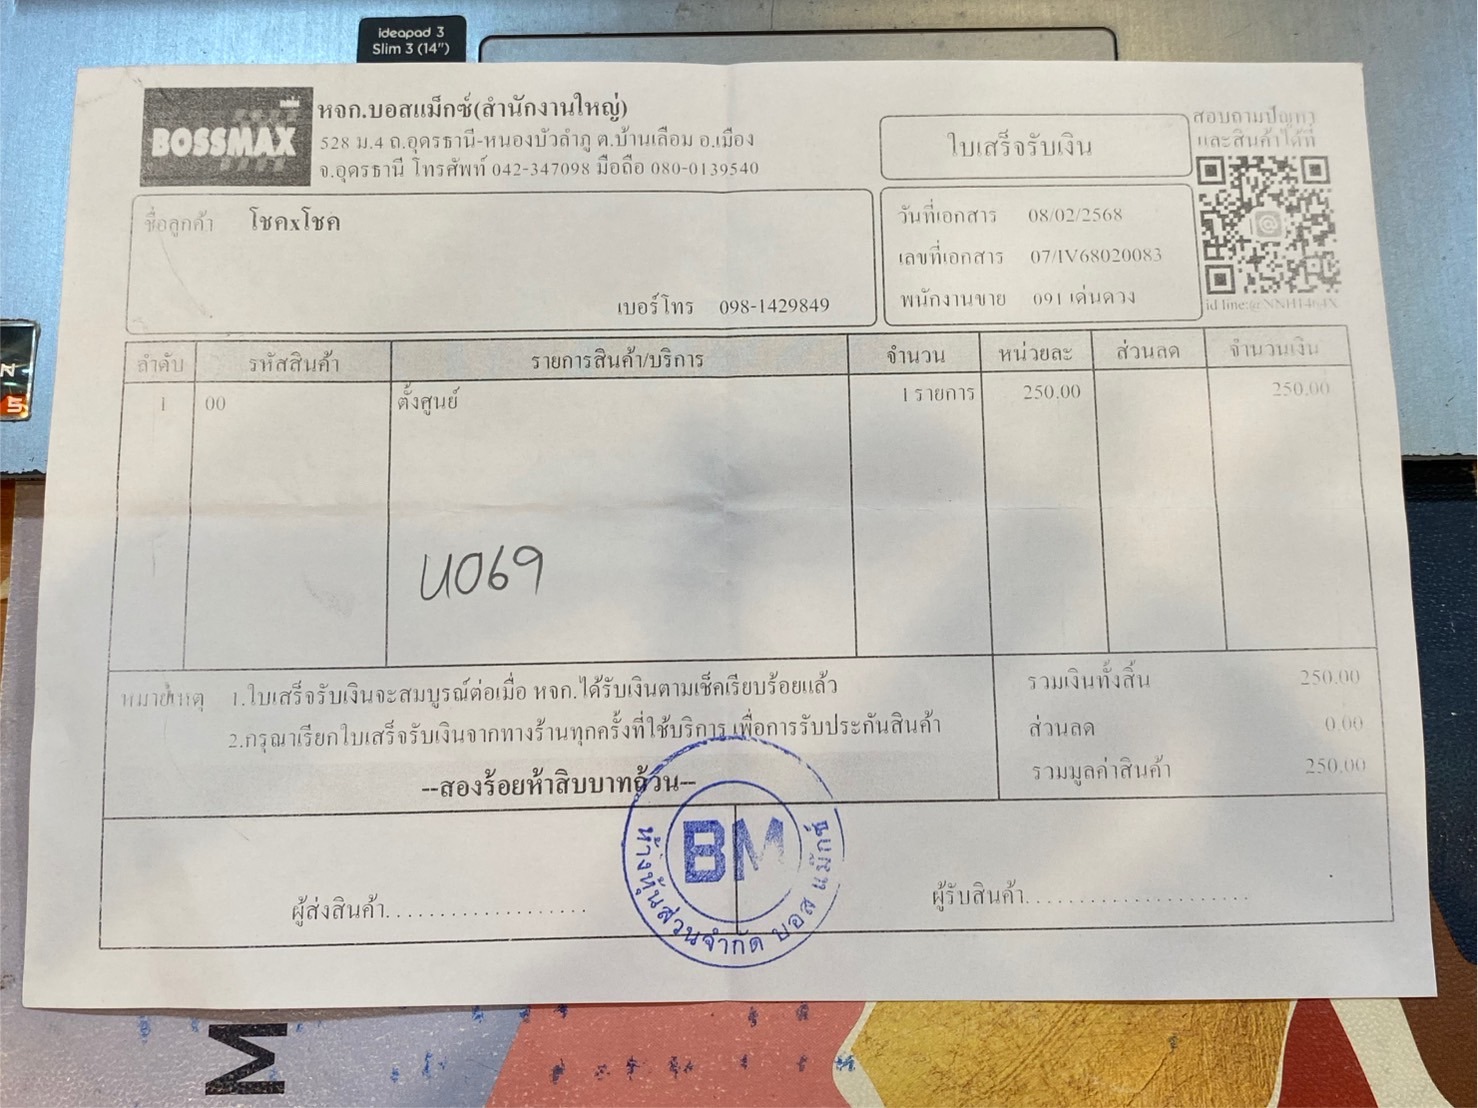 ideapad 3
Slim 3 (14")
BOSSMAX
หจก.บอสแม็กซ์(สำนักงานใหญ่)
528 ม.4 ถ.อุดรธานี-หนองบัวลำภู ต.บ้านเลื่อม อ.เมือง
จ.อุดรธานี โทรศัพท์ 042-347098 มือถือ 080-0139540
ใบเสร็จรับเงิน
สอบถามปัญหา
และสินค้าได้ที่
ชื่อลูกค้า โชคxโชค
เบอร์โทร 098-1429849
วันที่เอกสาร 08/02/2568
เลขที่เอกสาร 07/IV68020083
พนักงานขาย 091 เด่นดวง
id line:
ลำดับ รหัสสินค้า รายการสินค้า/บริการ จำนวน หน่วยละ ส่วนลด จำนวนเงิน
1 00 ตั้งศูนย์ 1 รายการ 250.00 250.00
U069
หมายเหตุ 1.ใบเสร็จรับเงินจะสมบูรณ์ต่อเมื่อ หจก.ได้รับเงินตามเช็คเรียบร้อยแล้ว
2.กรุณาเรียกใบเสร็จรับเงินจากทางร้านทุกครั้งที่ใช้บริการ เพื่อการรับประกันสินค้า
--สองร้อยห้าสิบบาทถ้วน--
รวมเงินทั้งสิ้น 250.00
ส่วนลด 0.00
รวมมูลค่าสินค้า 250.00
BM
ห้างหุ้นส่วนจำกัด บอส แม็กซ์
ผู้ส่งสินค้า....................
ผู้รับสินค้า......................
M